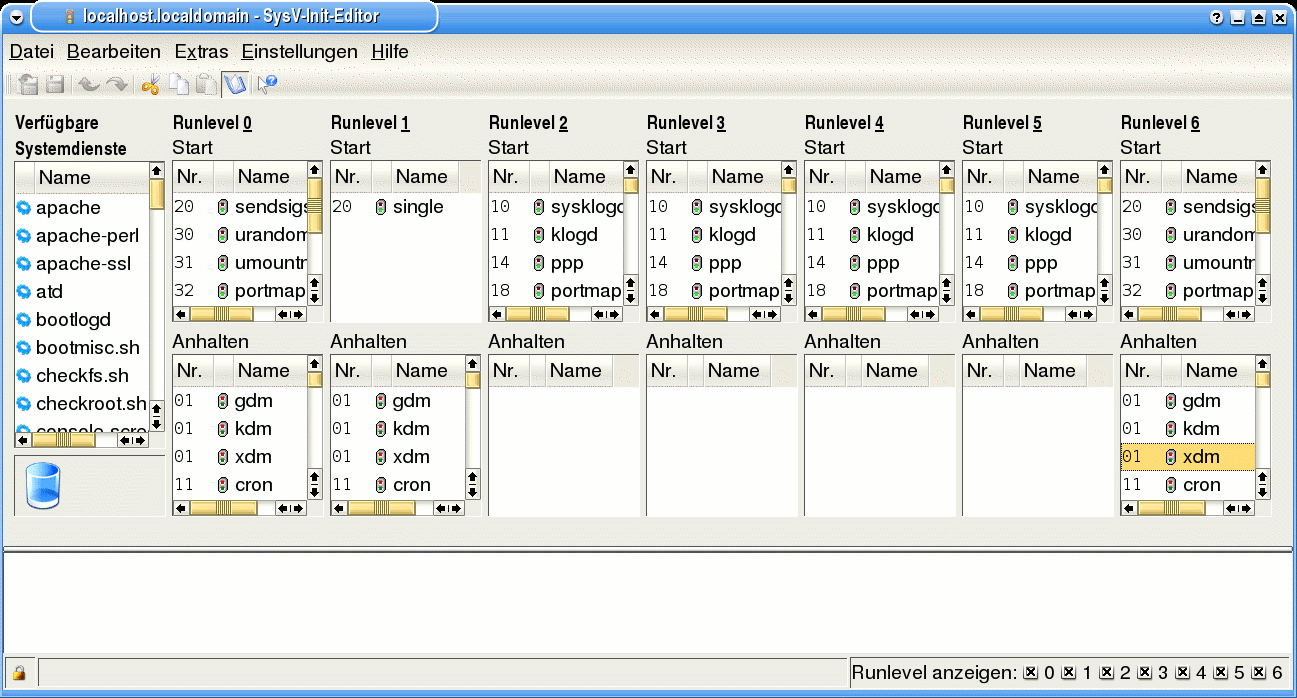 localhost.localdomain - SysV-Init-Editor
Datei Bearbeiten Extras Einstellungen Hilfe
Verfügbare
Systemdienste
Name
apache
apache-perl
apache-ssl
atd
bootlogd
bootmisc.sh
checkfs.sh
checkroot.sh
console-scre
Runlevel 0
Start
Nr. Name
20 sendsigs
30 urandom
31 umountn
32 portmap
Anhalten
Nr. Name
01 gdm
01 kdm
01 xdm
11 cron
Runlevel 1
Start
Nr. Name
20 single
Anhalten
Nr. Name
01 gdm
01 kdm
01 xdm
11 cron
Runlevel 2
Start
Nr. Name
10 sysklogd
11 klogd
14 ppp
18 portmap
Anhalten
Nr. Name
Runlevel 3
Start
Nr. Name
10 sysklogd
11 klogd
14 ppp
18 portmap
Anhalten
Nr. Name
Runlevel 4
Start
Nr. Name
10 sysklogd
11 klogd
14 ppp
18 portmap
Anhalten
Nr. Name
Runlevel 5
Start
Nr. Name
10 sysklogd
11 klogd
14 ppp
18 portmap
Anhalten
Nr. Name
Runlevel 6
Start
Nr. Name
20 sendsigs
30 urandom
31 umountn
32 portmap
Anhalten
Nr. Name
01 gdm
01 kdm
01 xdm
11 cron
Runlevel anzeigen: 0 1 2 3 4 5 6